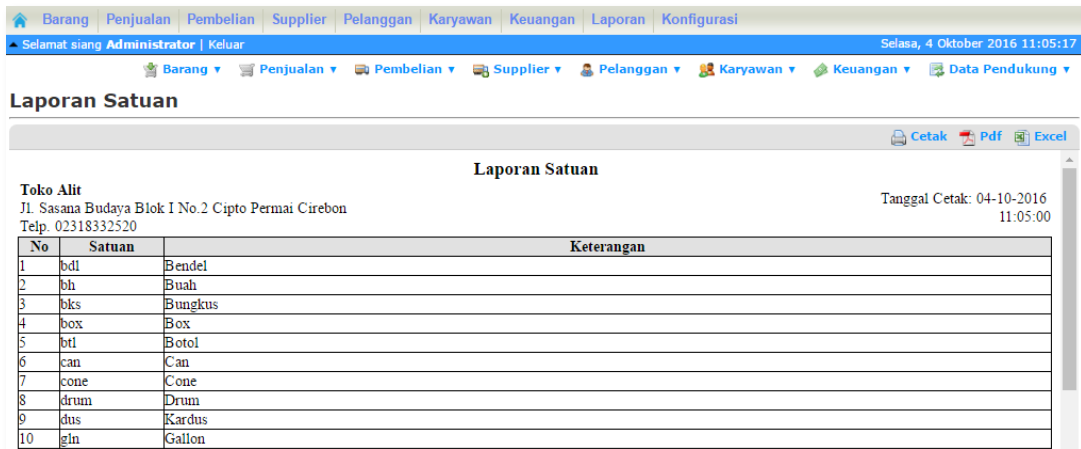 Barang Penjualan Pembelian Supplier Pelanggan Karyawan Keuangan Laporan Konfigurasi
Selamat siang Administrator | Keluar Selasa, 4 Oktober 2016 11:05:17
Barang ▼ Penjualan ▼ Pembelian ▼ Supplier ▼ Pelanggan ▼ Karyawan ▼ Keuangan ▼ Data Pendukung ▼
Laporan Satuan
Cetak Pdf Excel
Laporan Satuan
Toko Alit
Jl. Sasana Budaya Blok I No.2 Cipto Permai Cirebon
Telp. 02318332520
Tanggal Cetak: 04-10-2016
11:05:00
No Satuan Keterangan
1 bdl Bendel
2 bh Buah
3 bks Bungkus
4 box Box
5 btl Botol
6 can Can
7 cone Cone
8 drum Drum
9 dus Kardus
10 gln Gallon